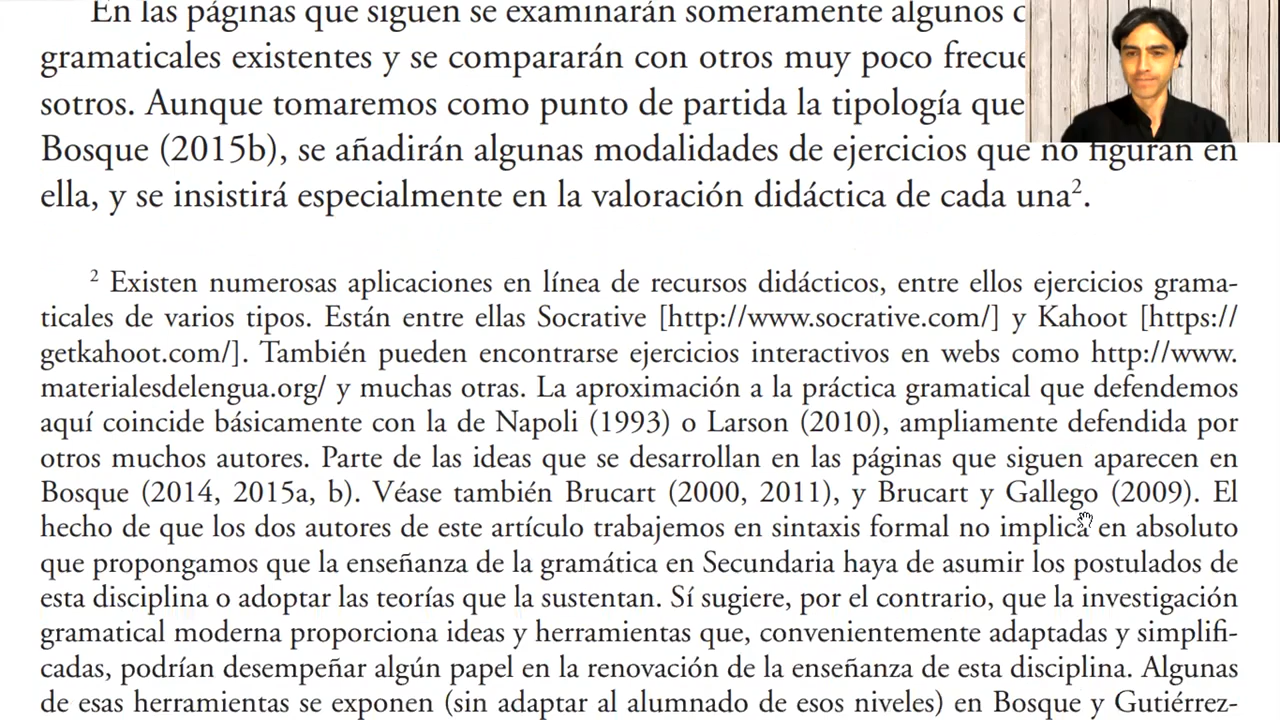 En las páginas que siguen se examinarán someramente algunos
gramaticales existentes y se compararán con otros muy poco
sotros. Aunque tomaremos como punto de partida la tipología que
Bosque (2015b), se añadirán algunas modalidades de ejercicios que no figuran en
ella, y se insistirá especialmente en la valoración didáctica de cada una².
² Existen numerosas aplicaciones en línea de recursos didácticos, entre ellos ejercicios grama-
ticales de varios tipos. Están entre ellas Socrative [http://www.socrative.com/] y Kahoot [https://
getkahoot.com/]. También pueden encontrarse ejercicios interactivos en webs como http://www.
materialesdelengua.org/ y muchas otras. La aproximación a la práctica gramatical que defendemos
aquí coincide básicamente con la de Napoli (1993) o Larson (2010), ampliamente defendida por
otros muchos autores. Parte de las ideas que se desarrollan en las páginas que siguen aparecen en
Bosque (2014, 2015a, b). Véase también Brucart (2000, 2011), y Brucart y Gallego (2009). El
hecho de que los dos autores de este artículo trabajemos en sintaxis formal no implica en absoluto
que propongamos que la enseñanza de la gramática en Secundaria haya de asumir los postulados de
esta disciplina o adoptar las teorías que la sustentan. Sí sugiere, por el contrario, que la investigación
gramatical moderna proporciona ideas y herramientas que, convenientemente adaptadas y simplifi-
cadas, podrían desempeñar algún papel en la renovación de la enseñanza de esta disciplina. Algunas
de esas herramientas se exponen (sin adaptar al alumnado de esos niveles) en Bosque y Gutiérrez-